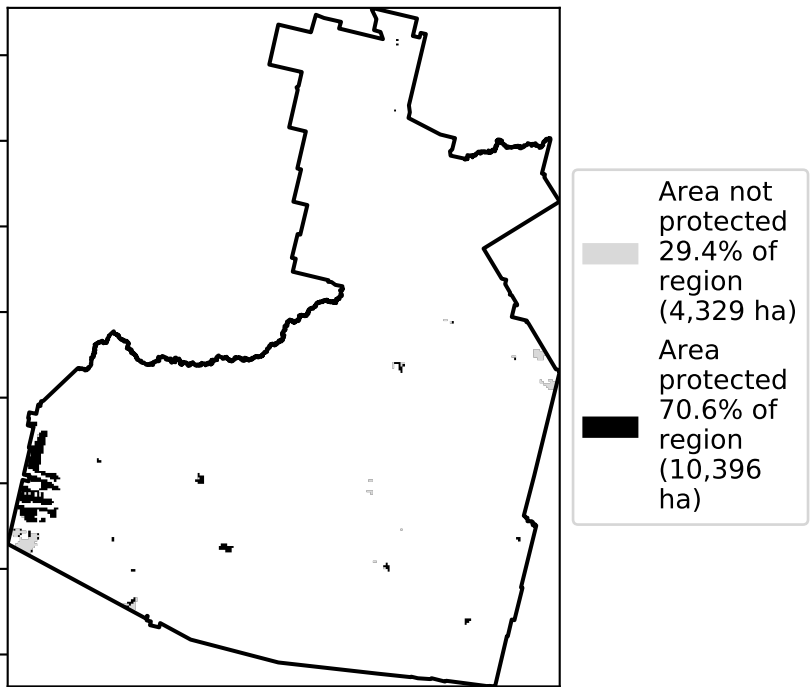 Area not
protected
29.4% of
region
(4,329 ha)
Area
protected
70.6% of
region
(10,396
ha)